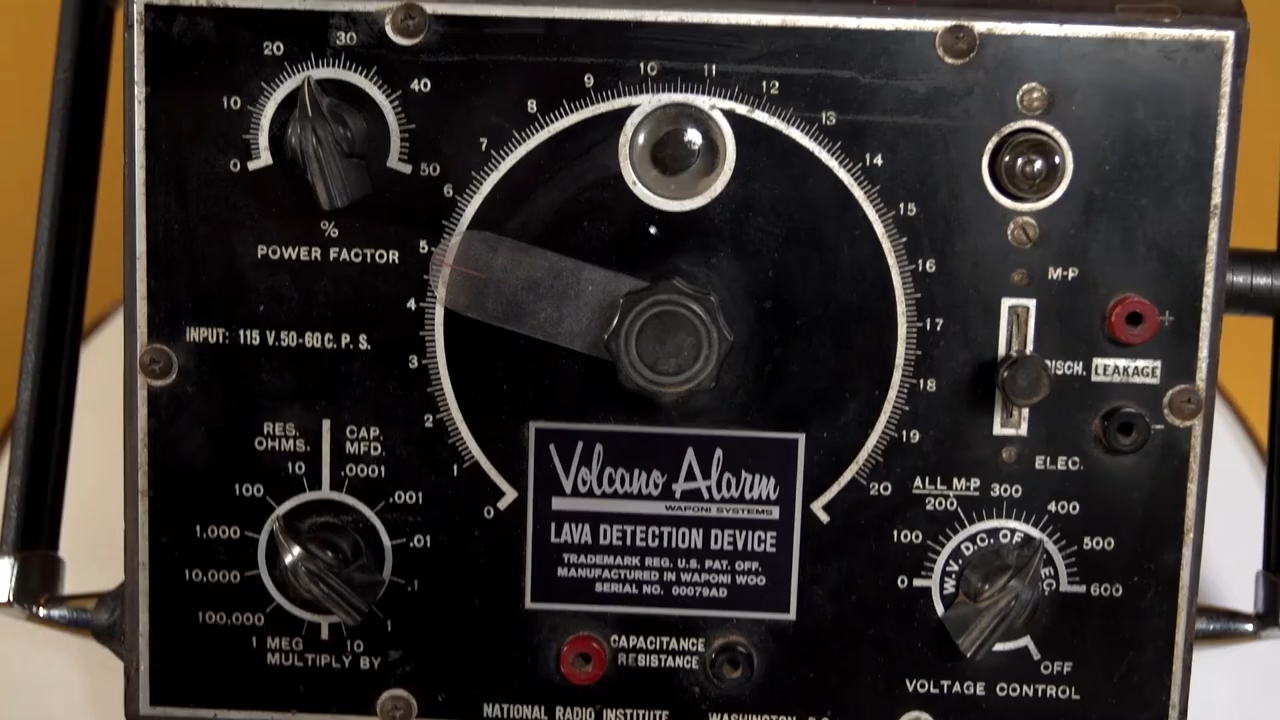 20 30
10 40
0 50
%
POWER FACTOR
INPUT: 115 V. 50-60 C. P. S.
0 1 2 3 4 5 6 7 8 9 10 11 12 13 14 15 16 17 18 19 20
M-P
DISCH.
ELEC.
+
LEAKAGE
-
RES.
OHMS.
CAP.
MFD.
10 .0001
100 .001
1,000 .01
10,000 .1
100,000 1
1 MEG 10
MULTIPLY BY
Volcano Alarm
WAPONI SYSTEMS
LAVA DETECTION DEVICE
TRADEMARK REG. U.S. PAT. OFF.
MANUFACTURED IN WAPONI WOO
SERIAL NO. 00079AD
CAPACITANCE
RESISTANCE
ALL M-P
0 100 200 300 400 500 600
W.V. D.C. OF EC.
OFF
VOLTAGE CONTROL
NATIONAL RADIO INSTITUTE WASHINGTON, D.C.